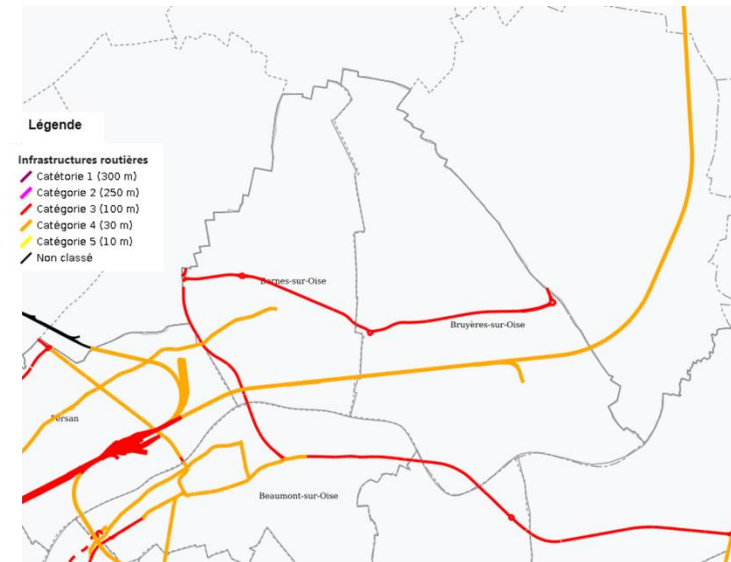 Légende
Infrastructures routières
Catétorie 1 (300 m)
Catégorie 2 (250 m)
Catégorie 3 (100 m)
Catégorie 4 (30 m)
Catégorie 5 (10 m)
Non classé
Bernes-sur-Oise
Bruyères-sur-Oise
Persan
Beaumont-sur-Oise